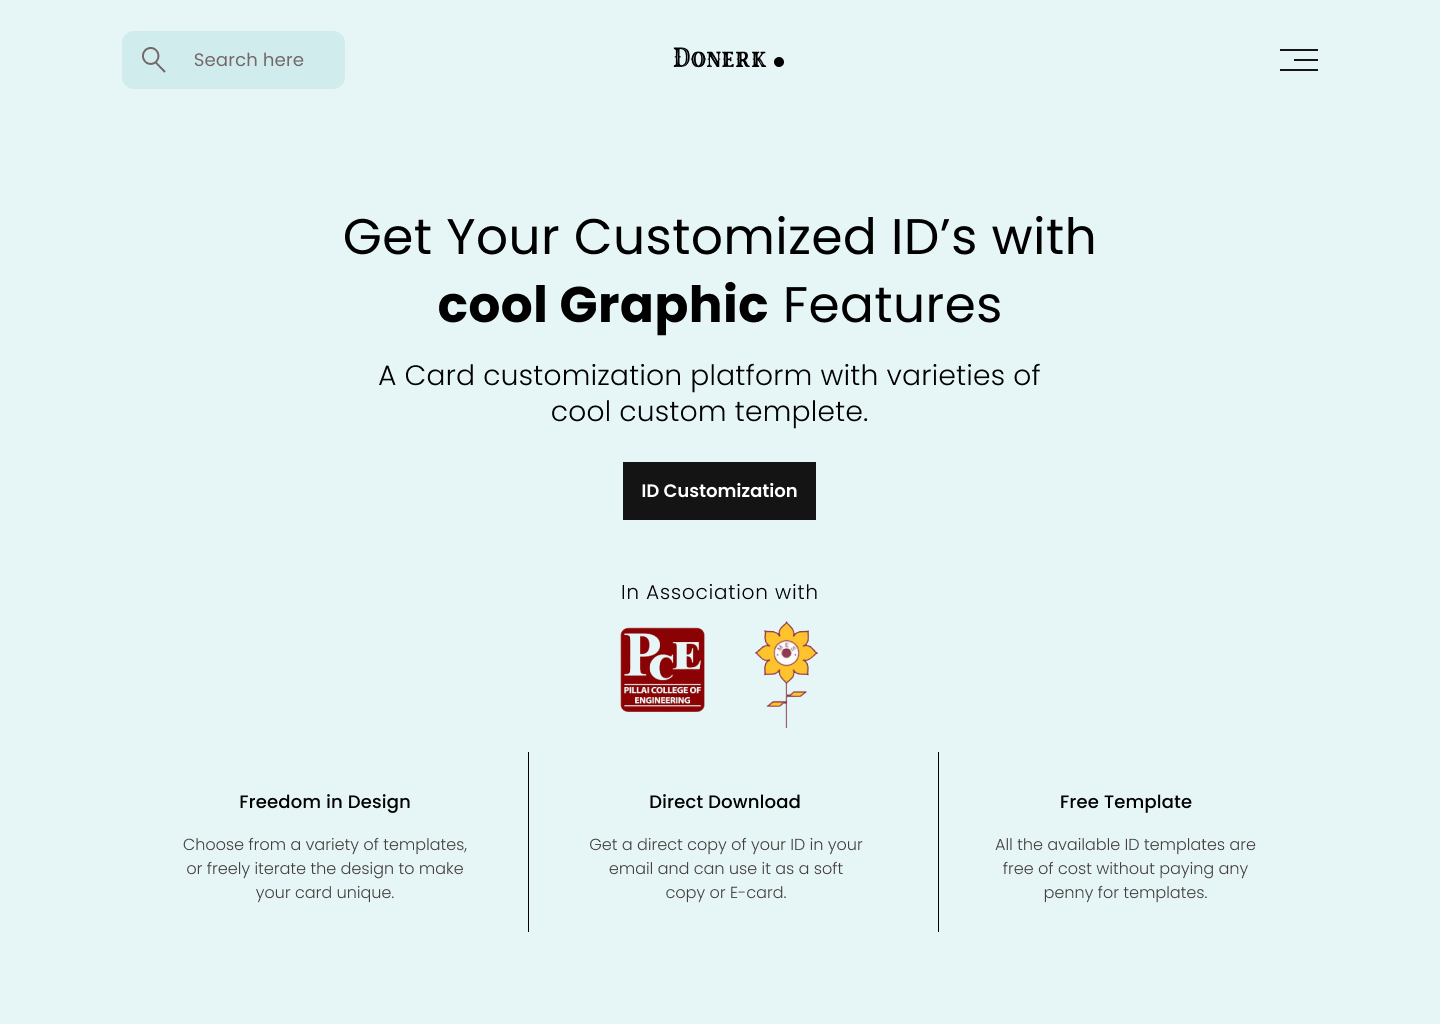 Search here
Donerk
Get Your Customized ID’s with
cool Graphic Features
A Card customization platform with varieties of
cool custom templete.
ID Customization
In Association with
PCE
PILLAI COLLEGE OF
ENGINEERING
Freedom in Design
Choose from a variety of templates,
or freely iterate the design to make
your card unique.
Direct Download
Get a direct copy of your ID in your
email and can use it as a soft
copy or E-card.
Free Template
All the available ID templates are
free of cost without paying any
penny for templates.